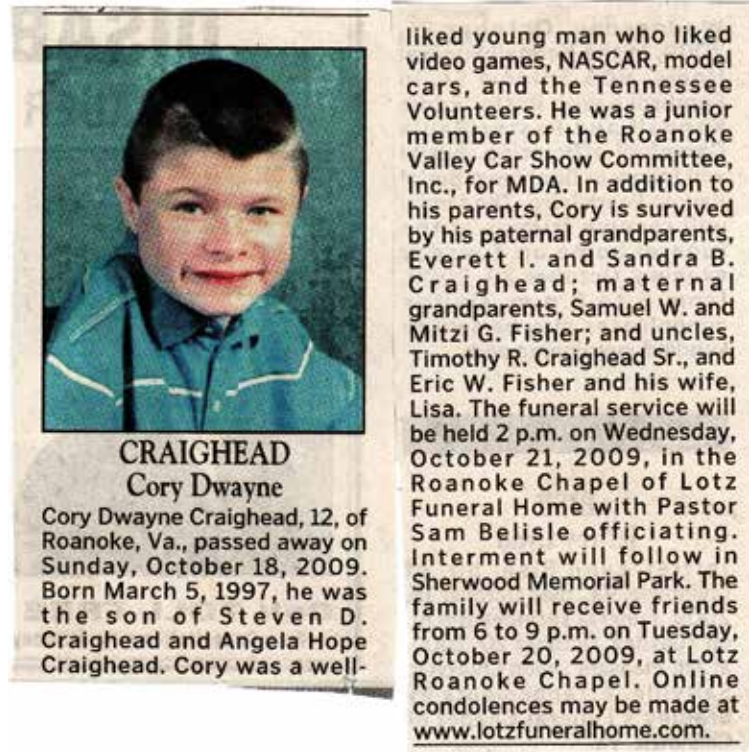 CRAIGHEAD
Cory Dwayne
Cory Dwayne Craighead, 12, of
Roanoke, Va., passed away on
Sunday, October 18, 2009.
Born March 5, 1997, he was
the son of Steven D.
Craighead and Angela Hope
Craighead. Cory was a well-
liked young man who liked
video games, NASCAR, model
cars, and the Tennessee
Volunteers. He was a junior
member of the Roanoke
Valley Car Show Committee,
Inc., for MDA. In addition to
his parents, Cory is survived
by his paternal grandparents,
Everett I. and Sandra B.
Craighead; maternal
grandparents, Samuel W. and
Mitzi G. Fisher; and uncles,
Timothy R. Craighead Sr., and
Eric W. Fisher and his wife,
Lisa. The funeral service will
be held 2 p.m. on Wednesday,
October 21, 2009, in the
Roanoke Chapel of Lotz
Funeral Home with Pastor
Sam Belisle officiating.
Interment will follow in
Sherwood Memorial Park. The
family will receive friends
from 6 to 9 p.m. on Tuesday,
October 20, 2009, at Lotz
Roanoke Chapel. Online
condolences may be made at
www.lotzfuneralhome.com.